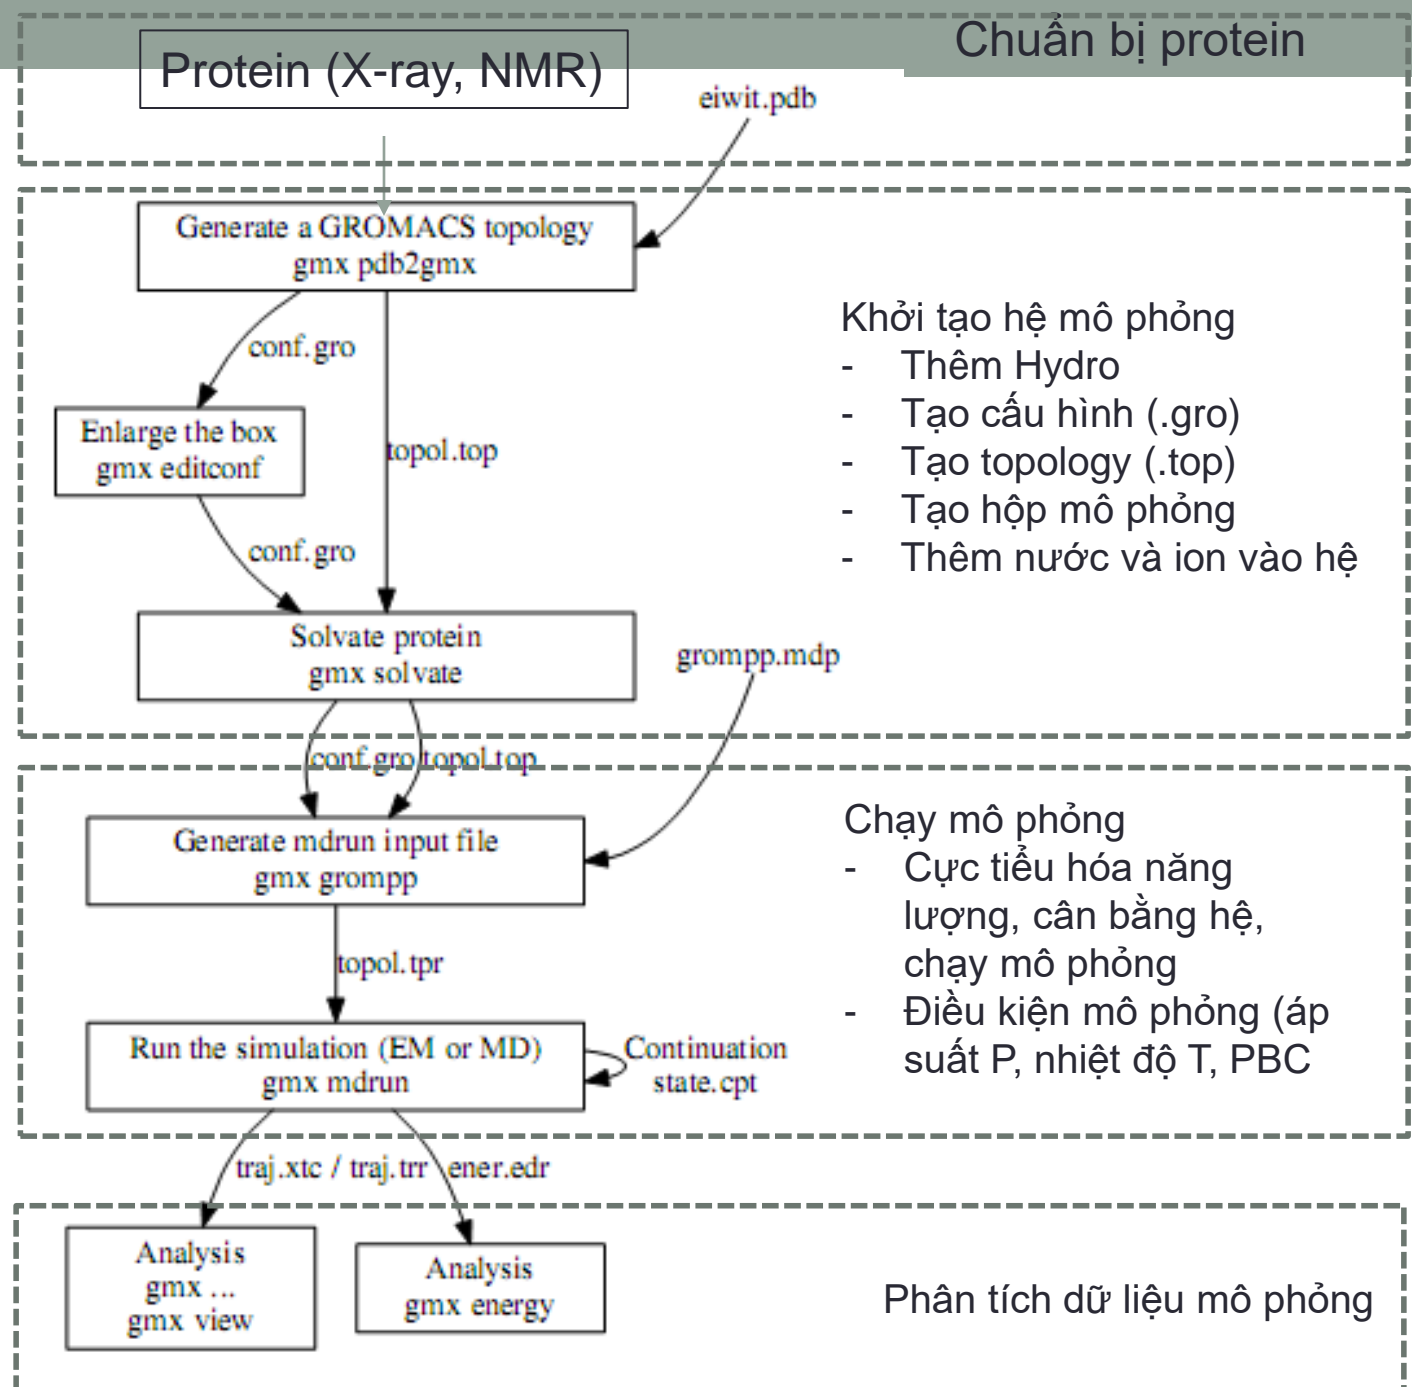 Chuẩn bị protein
Protein (X-ray, NMR)
eiwit.pdb
Generate a GROMACS topology
gmx pdb2gmx
conf.gro
Enlarge the box
gmx editconf
topol.top
conf.gro
Solvate protein
gmx solvate
Khởi tạo hệ mô phỏng
- Thêm Hydro
- Tạo cấu hình (.gro)
- Tạo topology (.top)
- Tạo hộp mô phỏng
- Thêm nước và ion vào hệ
grompp.mdp
conf.gro
topol.top
Generate mdrun input file
gmx grompp
topol.tpr
Run the simulation (EM or MD)
gmx mdrun
Continuation
state.cpt
Chạy mô phỏng
- Cực tiểu hóa năng
lượng, cân bằng hệ,
chạy mô phỏng
- Điều kiện mô phỏng (áp
suất P, nhiệt độ T, PBC
traj.xtc / traj.trr
ener.edr
Analysis
gmx ...
gmx view
Analysis
gmx energy
Phân tích dữ liệu mô phỏng